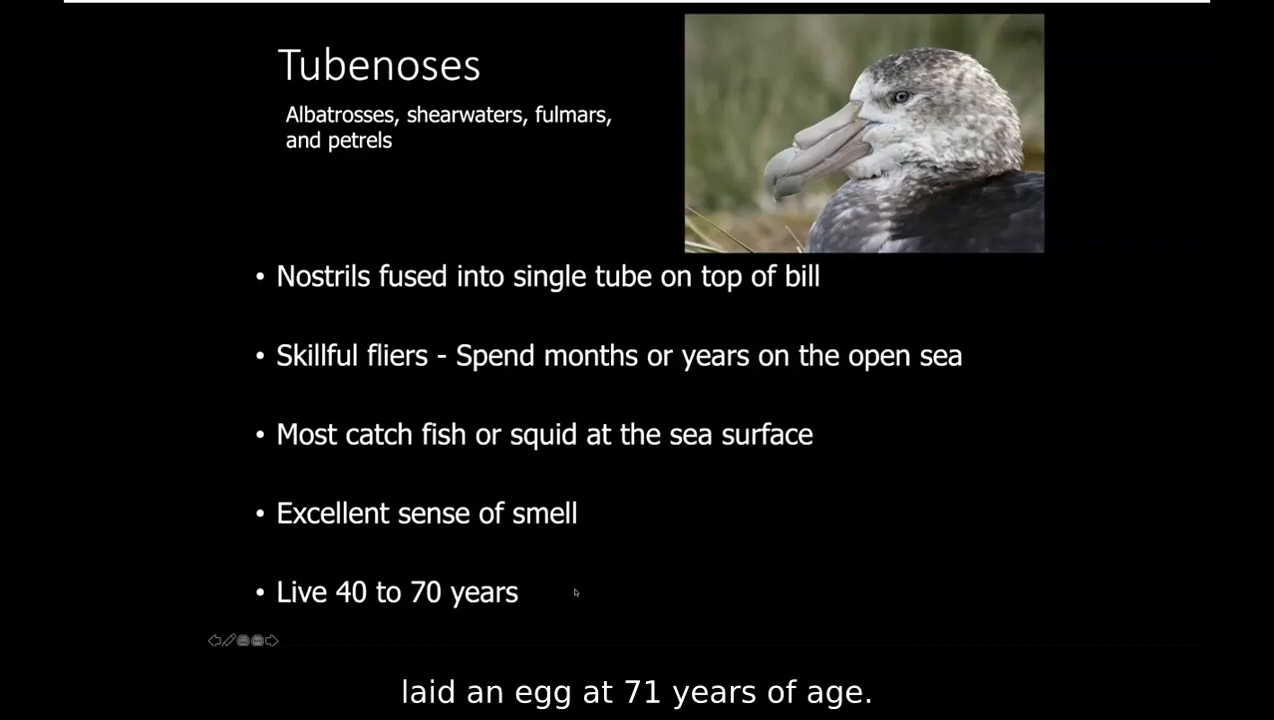 Tubenoses
Albatrosses, shearwaters, fulmars,
and petrels
• Nostrils fused into single tube on top of bill
• Skillful fliers - Spend months or years on the open sea
• Most catch fish or squid at the sea surface
• Excellent sense of smell
• Live 40 to 70 years
laid an egg at 71 years of age.